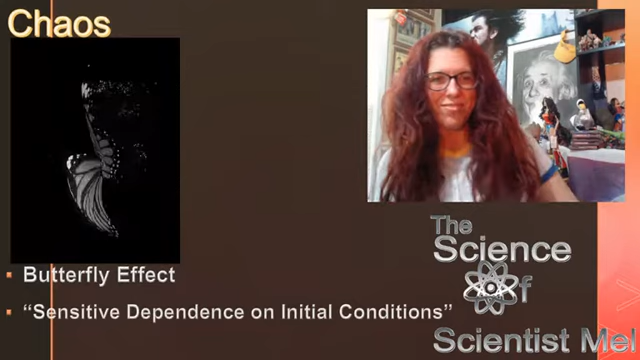 Chaos
Butterfly Effect
“Sensitive Dependence on Initial Conditions”
The
Science
Of
Scientist Mel